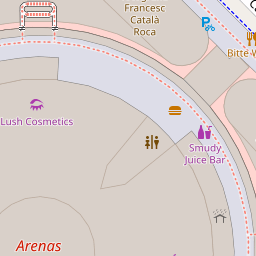 Francesc
Català
Roca
Bitte
Lush Cosmetics
Smudy
Juice Bar
Arenas